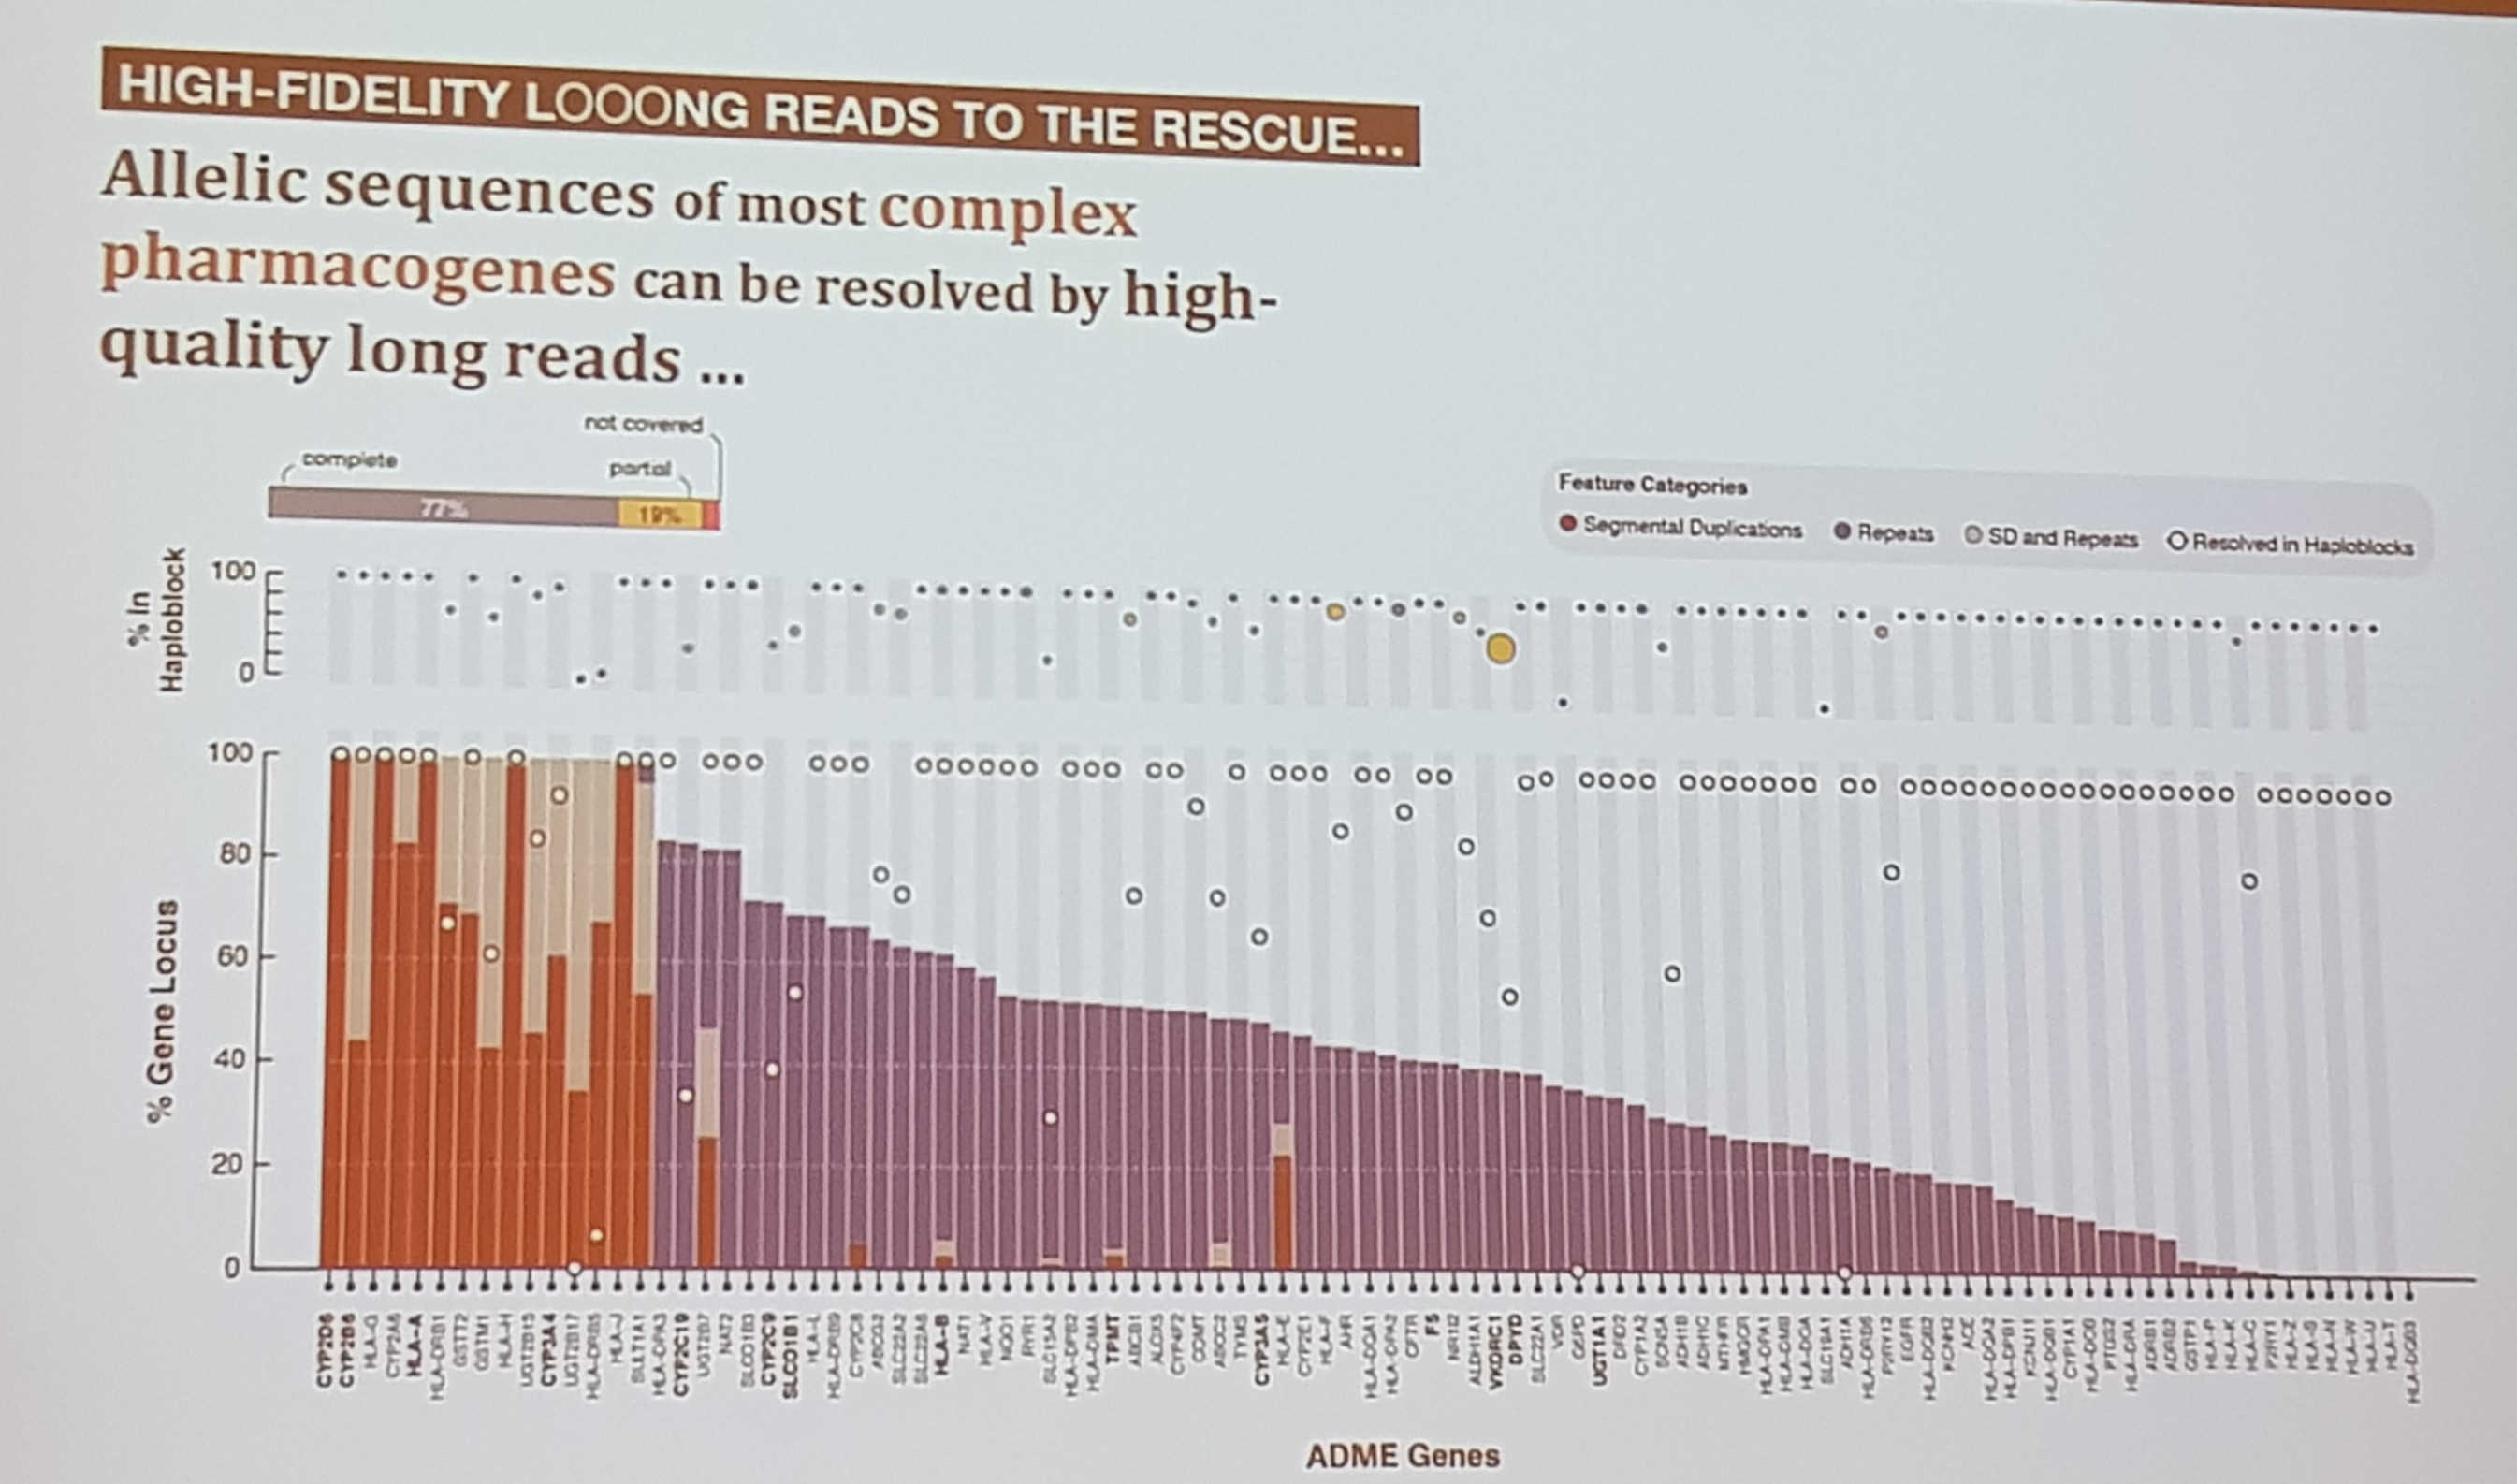 HIGH-FIDELITY LOOONG READS TO THE RESCUE...
Allelic sequences of most complex
pharmacogenes can be resolved by high-
quality long reads ...
not covered
complete
partial
77%
19%
Feature Categories
Segmental Duplications
Repeats
SD and Repeats
Resolved in Haploblocks
% in
Haploblock
100
0
% Gene Locus
100
80
60
40
20
0
CYP2D6
CYP2B6
HLA-G
CYP2A6
HLA-A
HLA-DRB1
GSTT2
GSTM1
HLA-H
UGT2B15
CYP3A4
UGT2B17
HLA-DRB5
HLA-J
SULT1A1
HLA-DPA3
CYP2C19
UGT2B7
NAT2
SLCO1B3
CYP2C9
SLCO1B1
HLA-L
HLA-DRB9
CYP2C8
ABCG2
SLC22A2
SLC22A6
HLA-B
NAT1
HLA-V
NQO1
RYR1
SLC15A2
HLA-DPB2
HLA-DMA
TPMT
ABCB1
ALOX5
CYP4F2
COMT
ABCC2
TYMS
CYP3A5
HLA-E
CYP2E1
HLA-F
AHR
HLA-DQA1
HLA-DPA2
CFTR
F5
NR1I2
ALDH1A1
VKORC1
DPYD
SLC22A1
VDR
G6PD
UGT1A1
DRD2
CYP1A2
SCN5A
ADH1B
ADH1C
MTHFR
HMGCR
HLA-DPA1
HLA-DMB
HLA-DOA
SLC19A1
ADH1A
HLA-DRB6
P2RY12
EGFR
HLA-DQB2
KCNH2
ACE
HLA-DQA2
HLA-DPB1
KCNJ11
HLA-DQB1
CYP1A1
HLA-DOB
PTGS2
HLA-DRA
ADRB1
ADRB2
GSTP1
HLA-P
HLA-K
HLA-C
P2RY1
HLA-Z
HLA-S
HLA-N
HLA-W
HLA-U
HLA-T
HLA-DQB3
ADME Genes